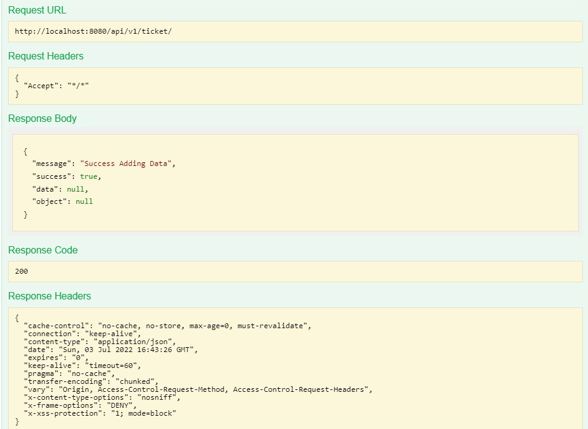 Request URL
http://localhost:8080/api/v1/ticket/
Request Headers
{
"Accept": "*/*"
}
Response Body
{
"message": "Success Adding Data",
"success": true,
"data": null,
"object": null
}
Response Code
200
Response Headers
{
"cache-control": "no-cache, no-store, max-age=0, must-revalidate",
"connection": "keep-alive",
"content-type": "application/json",
"date": "Sun, 03 Jul 2022 16:43:26 GMT",
"expires": "0",
"keep-alive": "timeout=60",
"pragma": "no-cache",
"transfer-encoding": "chunked",
"vary": "Origin, Access-Control-Request-Method, Access-Control-Request-Headers",
"x-content-type-options": "nosniff",
"x-frame-options": "DENY",
"x-xss-protection": "1; mode=block"
}